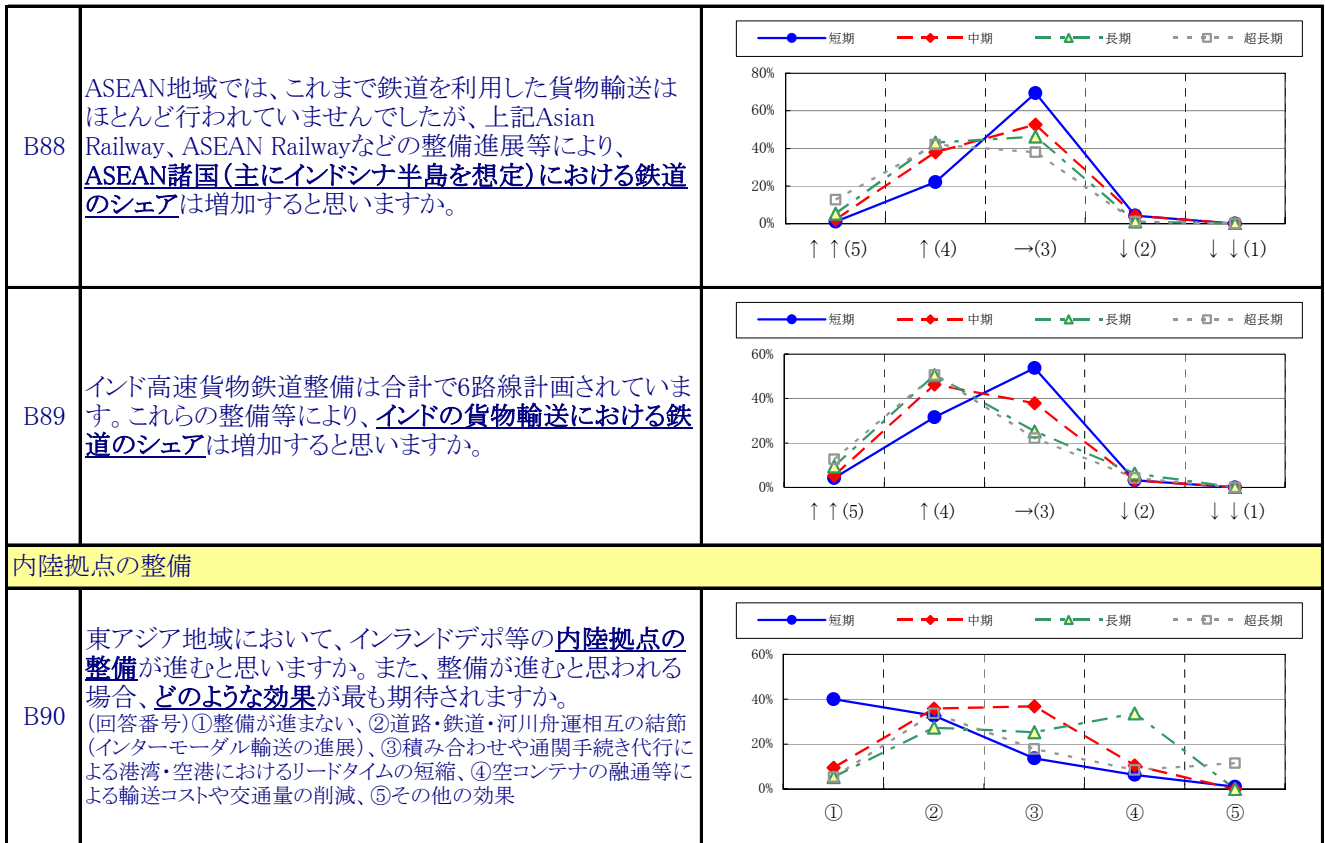 B88
ASEAN地域では、これまで鉄道を利用した貨物輸送は
ほとんど行われていませんでしたが、上記Asian
Railway、ASEAN Railwayなどの整備進展等により、
ASEAN諸国(主にインドシナ半島を想定)における鉄道
のシェアは増加すると思いますか。
短期 中期 長期 超長期
80%
60%
40%
20%
0%
↑↑(5) ↑(4) →(3) ↓(2) ↓↓(1)
B89
インド高速貨物鉄道整備は合計で6路線計画されていま
す。これらの整備等により、インドの貨物輸送における鉄
道のシェアは増加すると思いますか。
短期 中期 長期 超長期
60%
40%
20%
0%
↑↑(5) ↑(4) →(3) ↓(2) ↓↓(1)
内陸拠点の整備
B90
東アジア地域において、インランドデポ等の内陸拠点の
整備が進むと思いますか。また、整備が進むと思われる
場合、どのような効果が最も期待されますか。
(回答番号)①整備が進まない、②道路・鉄道・河川舟運相互の結節
(インターモーダル輸送の進展)、③積み合わせや通関手続き代行に
よる港湾・空港におけるリードタイムの短縮、④空コンテナの融通等に
よる輸送コストや交通量の削減、⑤その他の効果
短期 中期 長期 超長期
60%
40%
20%
0%
① ② ③ ④ ⑤